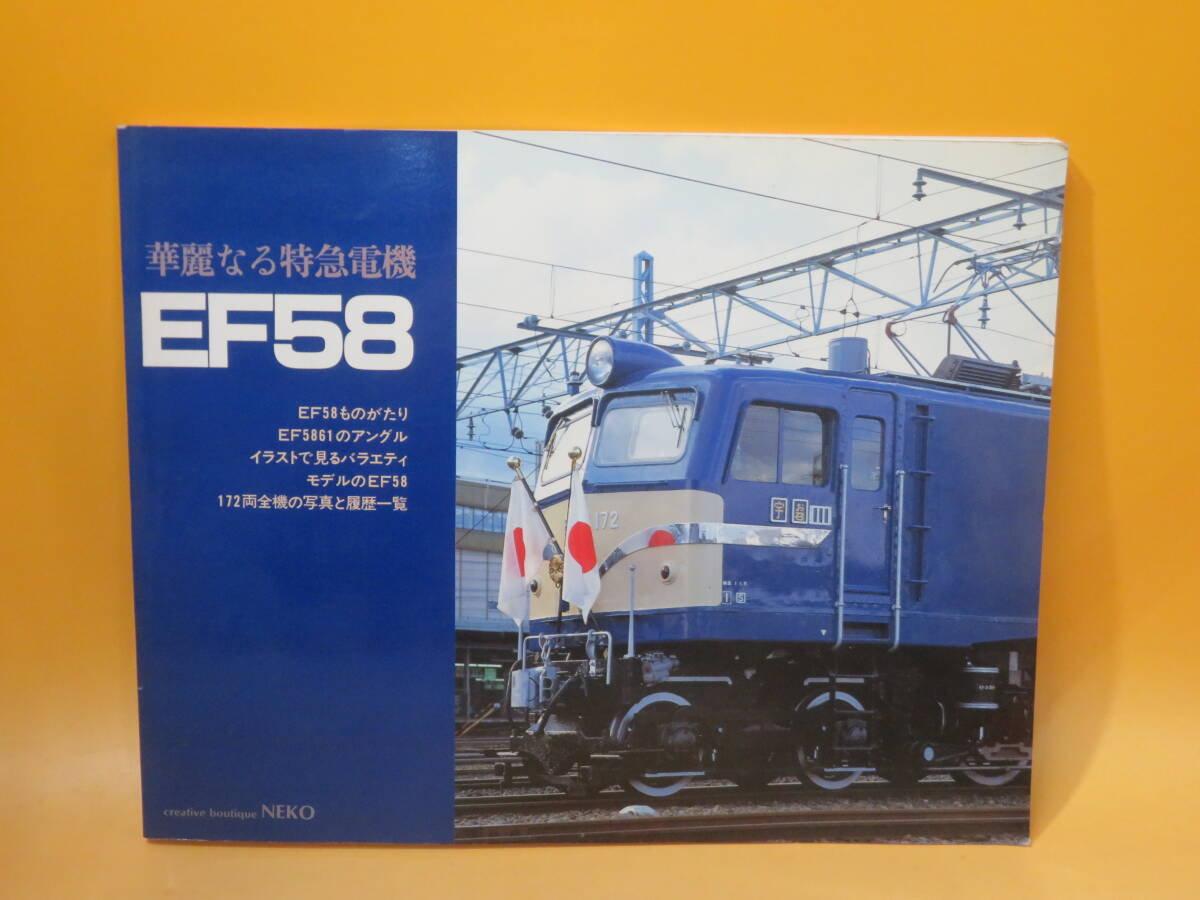 華麗なる特急電機
EF58
EF58ものがたり
EF5861のアングル
イラストで見るバラエティ
モデルのEF58
172両全機の写真と履歴一覧
creative boutique NEKO
172
宇